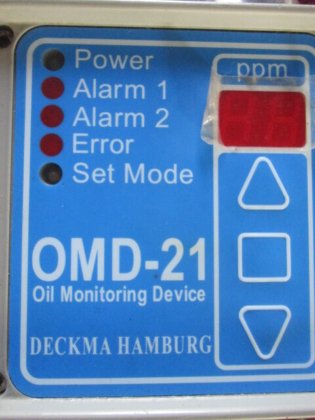 Power
ppm
Alarm 1
Alarm 2
Error
Set Mode
OMD-21
Oil Monitoring Device
DECKMA HAMBURG